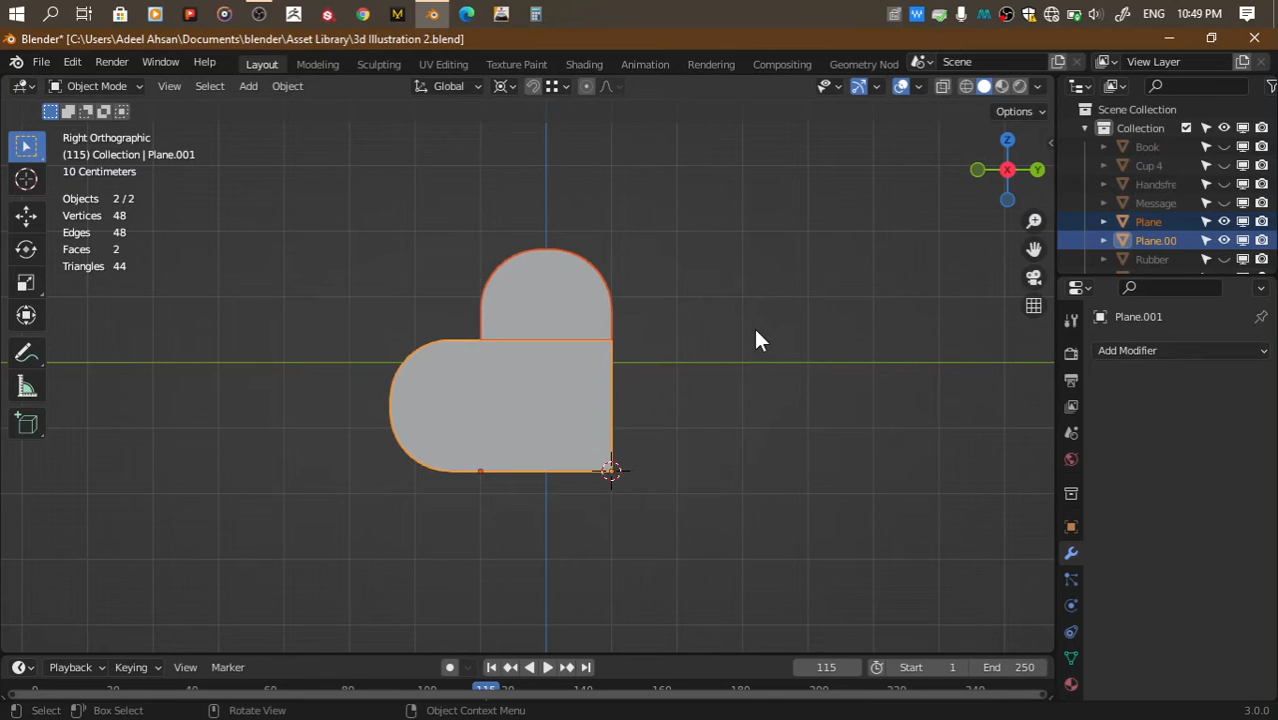 ENG 10:49 PM
Blender* [C:\Users\Adeel Ahsan\Documents\blender\Asset Library\3d Illustration 2.blend]
File Edit Render Window Help Layout Modeling Sculpting UV Editing Texture Paint Shading Animation Rendering Compositing Geometry Nod Scene View Layer
Object Mode View Select Add Object Global
Options
Right Orthographic
(115) Collection | Plane.001
10 Centimeters
Objects 2 / 2
Vertices 48
Edges 48
Faces 2
Triangles 44
Z
X
Y
Scene Collection
Collection
Book
Cup 4
Handsfre
Message
Plane
Plane.00
Rubber
Plane.001
Add Modifier
Playback Keying View Marker 115 Start 1 End 250
115
Select Box Select Rotate View Object Context Menu 3.0.0